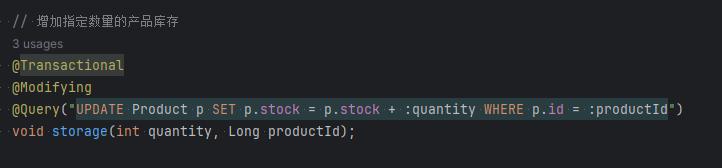 // 增加指定数量的产品库存
3 usages
@Transactional
@Modifying
@Query("UPDATE Product p SET p.stock = p.stock + :quantity WHERE p.id = :productId")
void storage(int quantity, Long productId);